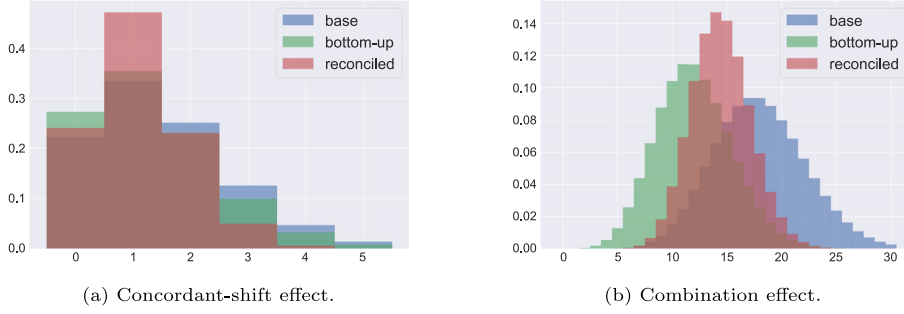 base
bottom-up
reconciled
0.4
0.3
0.2
0.1
0.0
0 1 2 3 4 5
(a) Concordant-shift effect.
base
bottom-up
reconciled
0.14
0.12
0.10
0.08
0.06
0.04
0.02
0.00
0 5 10 15 20 25 30
(b) Combination effect.